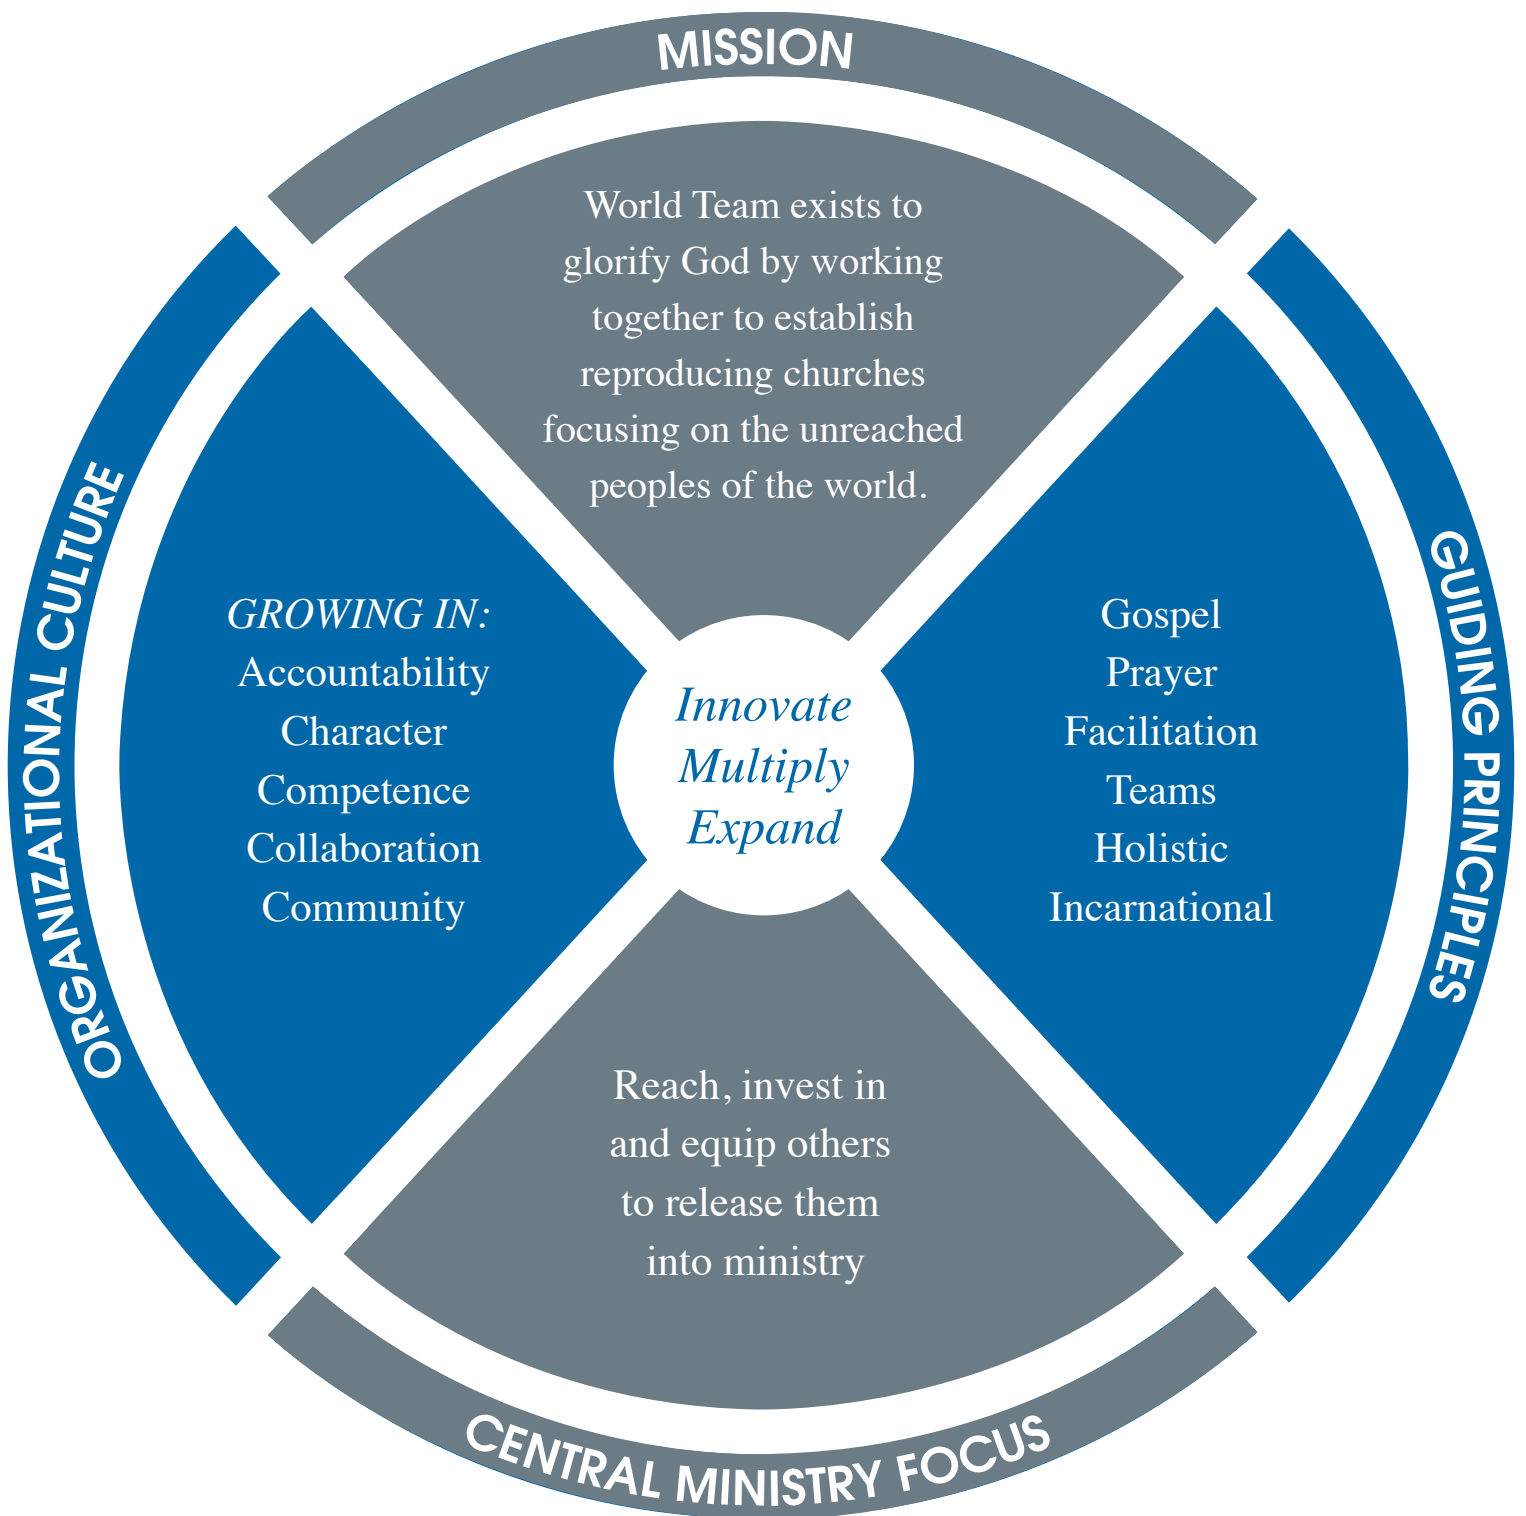 MISSION
World Team exists to
glorify God by working
together to establish
reproducing churches
focusing on the unreached
peoples of the world.
ORGANIZATIONAL CULTURE
GROWING IN:
Accountability
Character
Competence
Collaboration
Community
Innovate
Multiply
Expand
GUIDING PRINCIPLES
Gospel
Prayer
Facilitation
Teams
Holistic
Incarnational
Reach, invest in
and equip others
to release them
into ministry
CENTRAL MINISTRY FOCUS